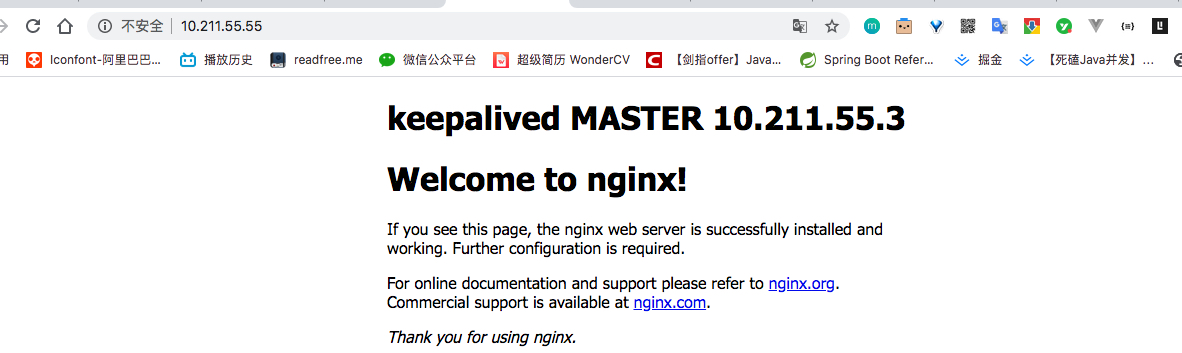 不安全 10.211.55.55
用 Iconfont-阿里巴巴... 播放历史 readfree.me 微信公众平台 超级简历 WonderCV 【剑指offer】Java... Spring Boot Refer... 掘金 【死磕Java并发】...
keepalived MASTER 10.211.55.3
Welcome to nginx!
If you see this page, the nginx web server is successfully installed and
working. Further configuration is required.
For online documentation and support please refer to nginx.org.
Commercial support is available at nginx.com.
Thank you for using nginx.